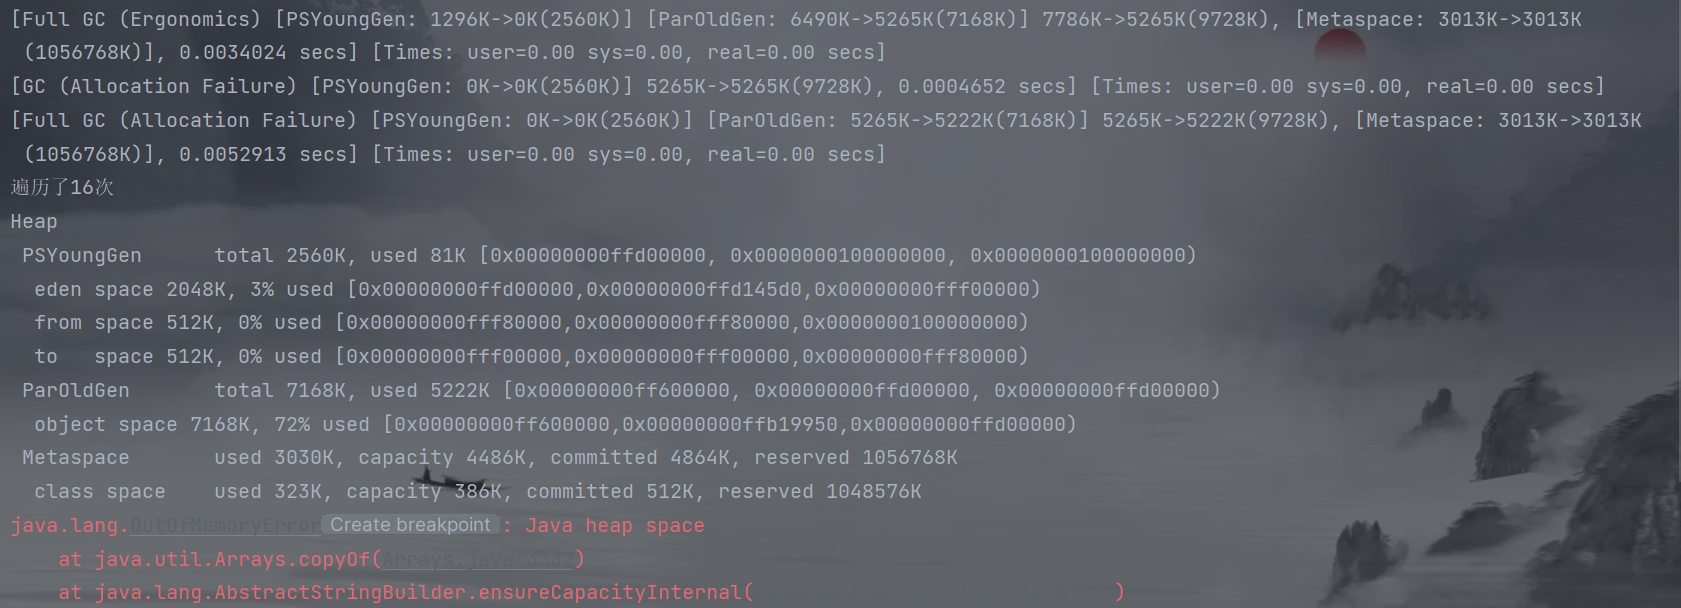 [Full GC (Ergonomics) [PSYoungGen: 1296K->0K(2560K)] [ParOldGen: 6490K->5265K(7168K)] 7786K->5265K(9728K), [Metaspace: 3013K->3013K
(1056768K)], 0.0034024 secs] [Times: user=0.00 sys=0.00, real=0.00 secs]
[GC (Allocation Failure) [PSYoungGen: 0K->0K(2560K)] 5265K->5265K(9728K), 0.0004652 secs] [Times: user=0.00 sys=0.00, real=0.00 secs]
[Full GC (Allocation Failure) [PSYoungGen: 0K->0K(2560K)] [ParOldGen: 5265K->5222K(7168K)] 5265K->5222K(9728K), [Metaspace: 3013K->3013K
(1056768K)], 0.0052913 secs] [Times: user=0.00 sys=0.00, real=0.00 secs]
遍历了16次
Heap
PSYoungGen total 2560K, used 81K [0x00000000ffd00000, 0x0000000100000000, 0x0000000100000000)
eden space 2048K, 3% used [0x00000000ffd00000,0x00000000ffd145d0,0x00000000fff00000)
from space 512K, 0% used [0x00000000fff80000,0x00000000fff80000,0x0000000100000000)
to space 512K, 0% used [0x00000000fff00000,0x00000000fff00000,0x00000000fff80000)
ParOldGen total 7168K, used 5222K [0x00000000ff600000, 0x00000000ffd00000, 0x00000000ffd00000)
object space 7168K, 72% used [0x00000000ff600000,0x00000000ffb19950,0x00000000ffd00000)
Metaspace used 3030K, capacity 4486K, committed 4864K, reserved 1056768K
class space used 323K, capacity 386K, committed 512K, reserved 1048576K
java.lang.OutOfMemoryError Create breakpoint : Java heap space
at java.util.Arrays.copyOf(Arrays.java:3332)
at java.lang.AbstractStringBuilder.ensureCapacityInternal( )